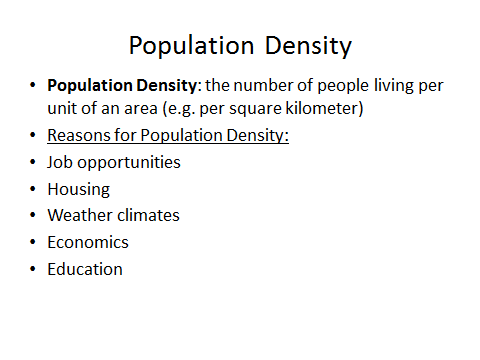 Population Density
• Population Density: the number of people living per
unit of an area (e.g. per square kilometer)
• Reasons for Population Density:
• Job opportunities
• Housing
• Weather climates
• Economics
• Education